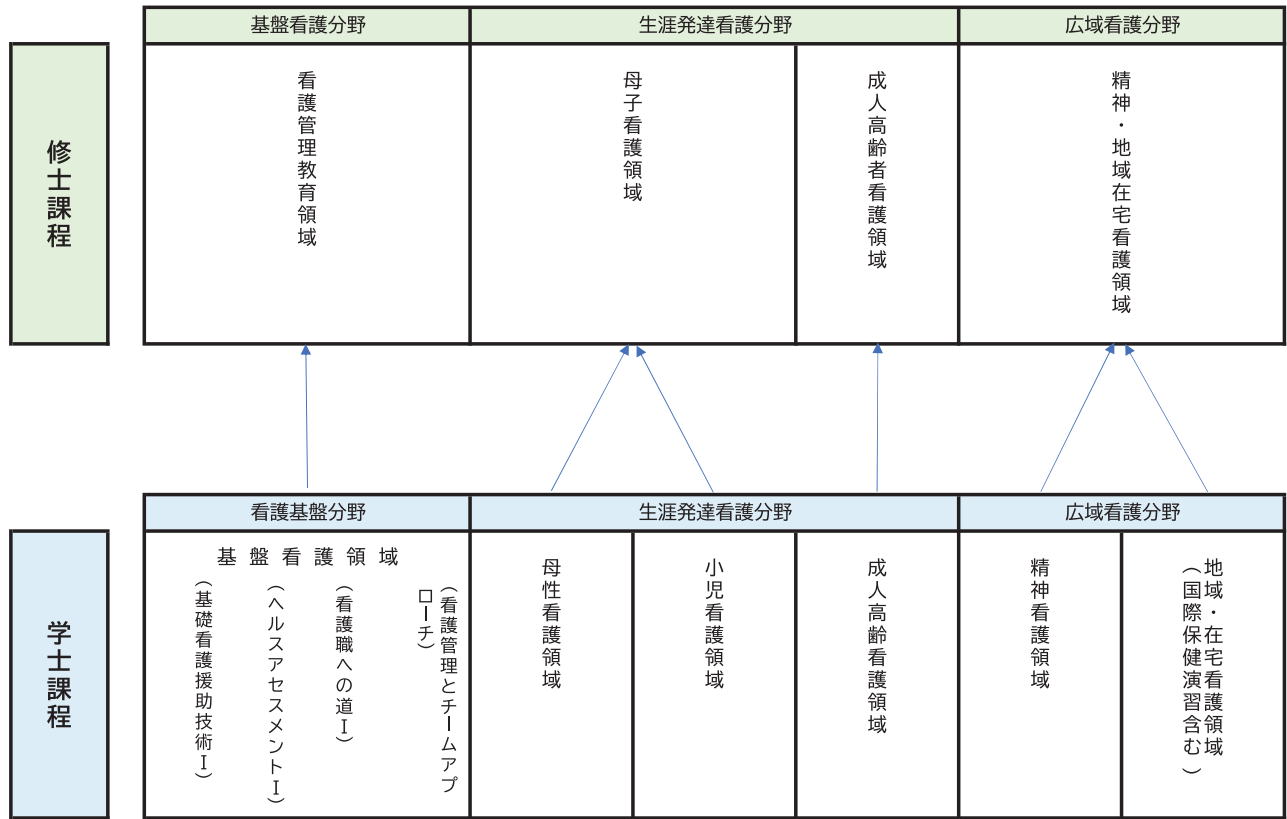 基盤看護分野
生涯発達看護分野
広域看護分野
修士課程
看護管理教育領域
母子看護領域
成人高齢者看護領域
精神・地域在宅看護領域
看護基盤分野
生涯発達看護分野
広域看護分野
学士課程
基盤看護領域
(基礎看護援助技術Ⅰ)
(ヘルスアセスメントⅠ)
(看護職への道Ⅰ)
(看護管理とチームアプ
ローチ)
母性看護領域
小児看護領域
成人高齢看護領域
精神看護領域
地域・在宅看護領域
(国際保健演習含む)